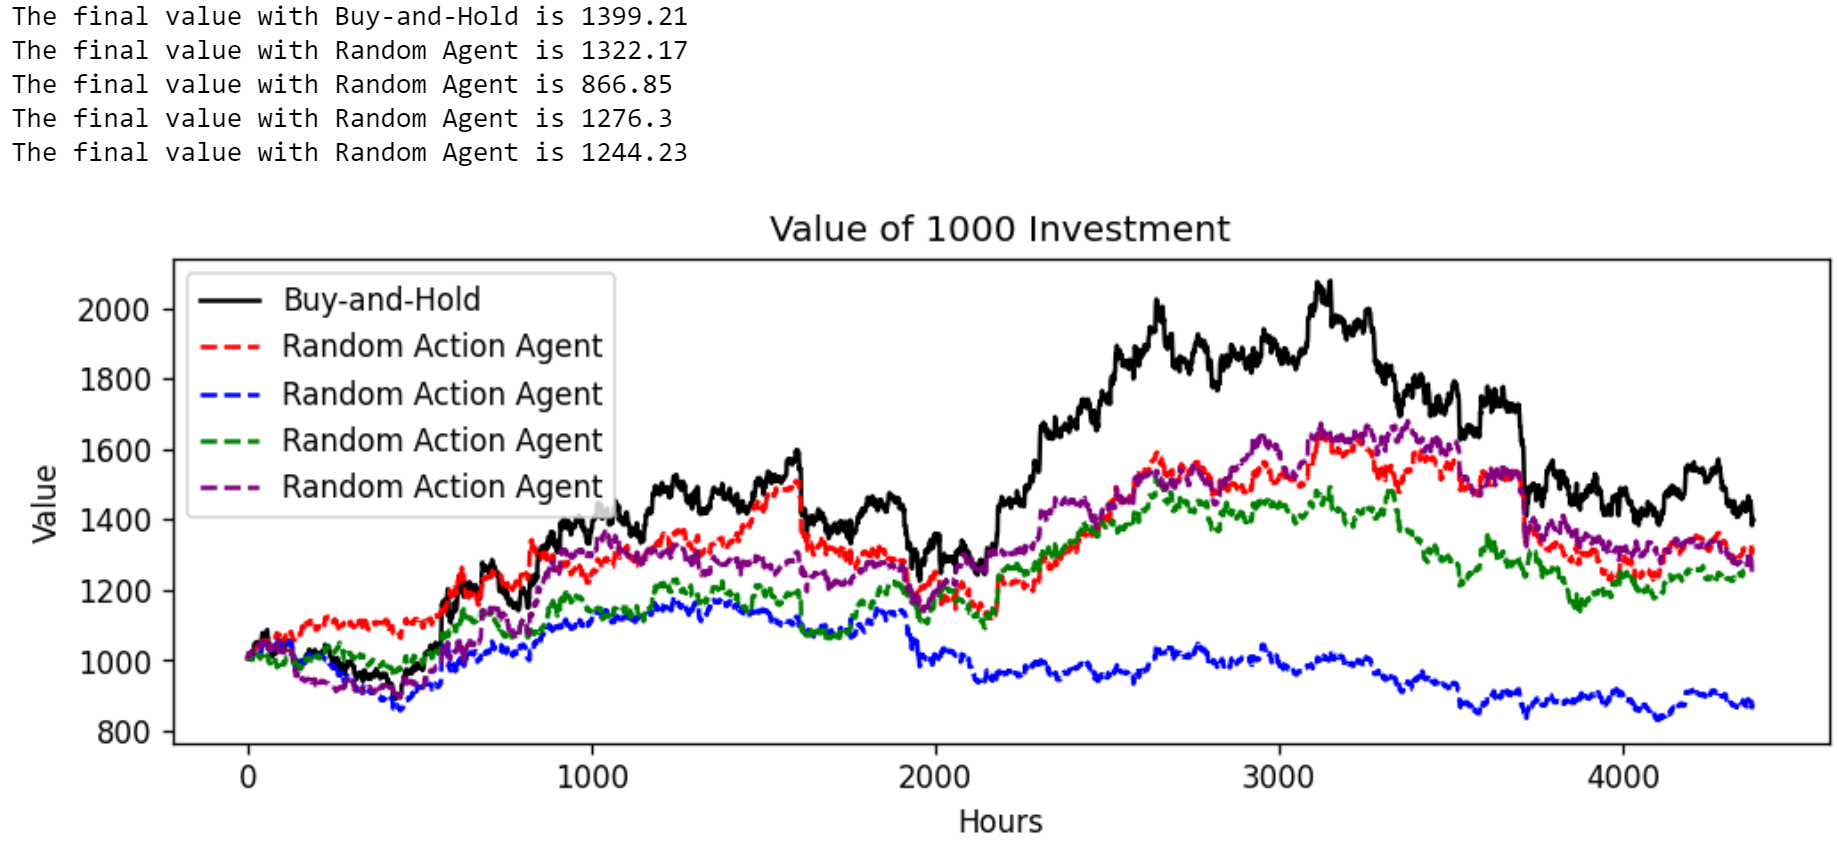 The final value with Buy-and-Hold is 1399.21
The final value with Random Agent is 1322.17
The final value with Random Agent is 866.85
The final value with Random Agent is 1276.3
The final value with Random Agent is 1244.23
Value of 1000 Investment
Buy-and-Hold
Random Action Agent
Random Action Agent
Random Action Agent
Random Action Agent
Value
2000
1800
1600
1400
1200
1000
800
0 1000 2000 3000 4000
Hours